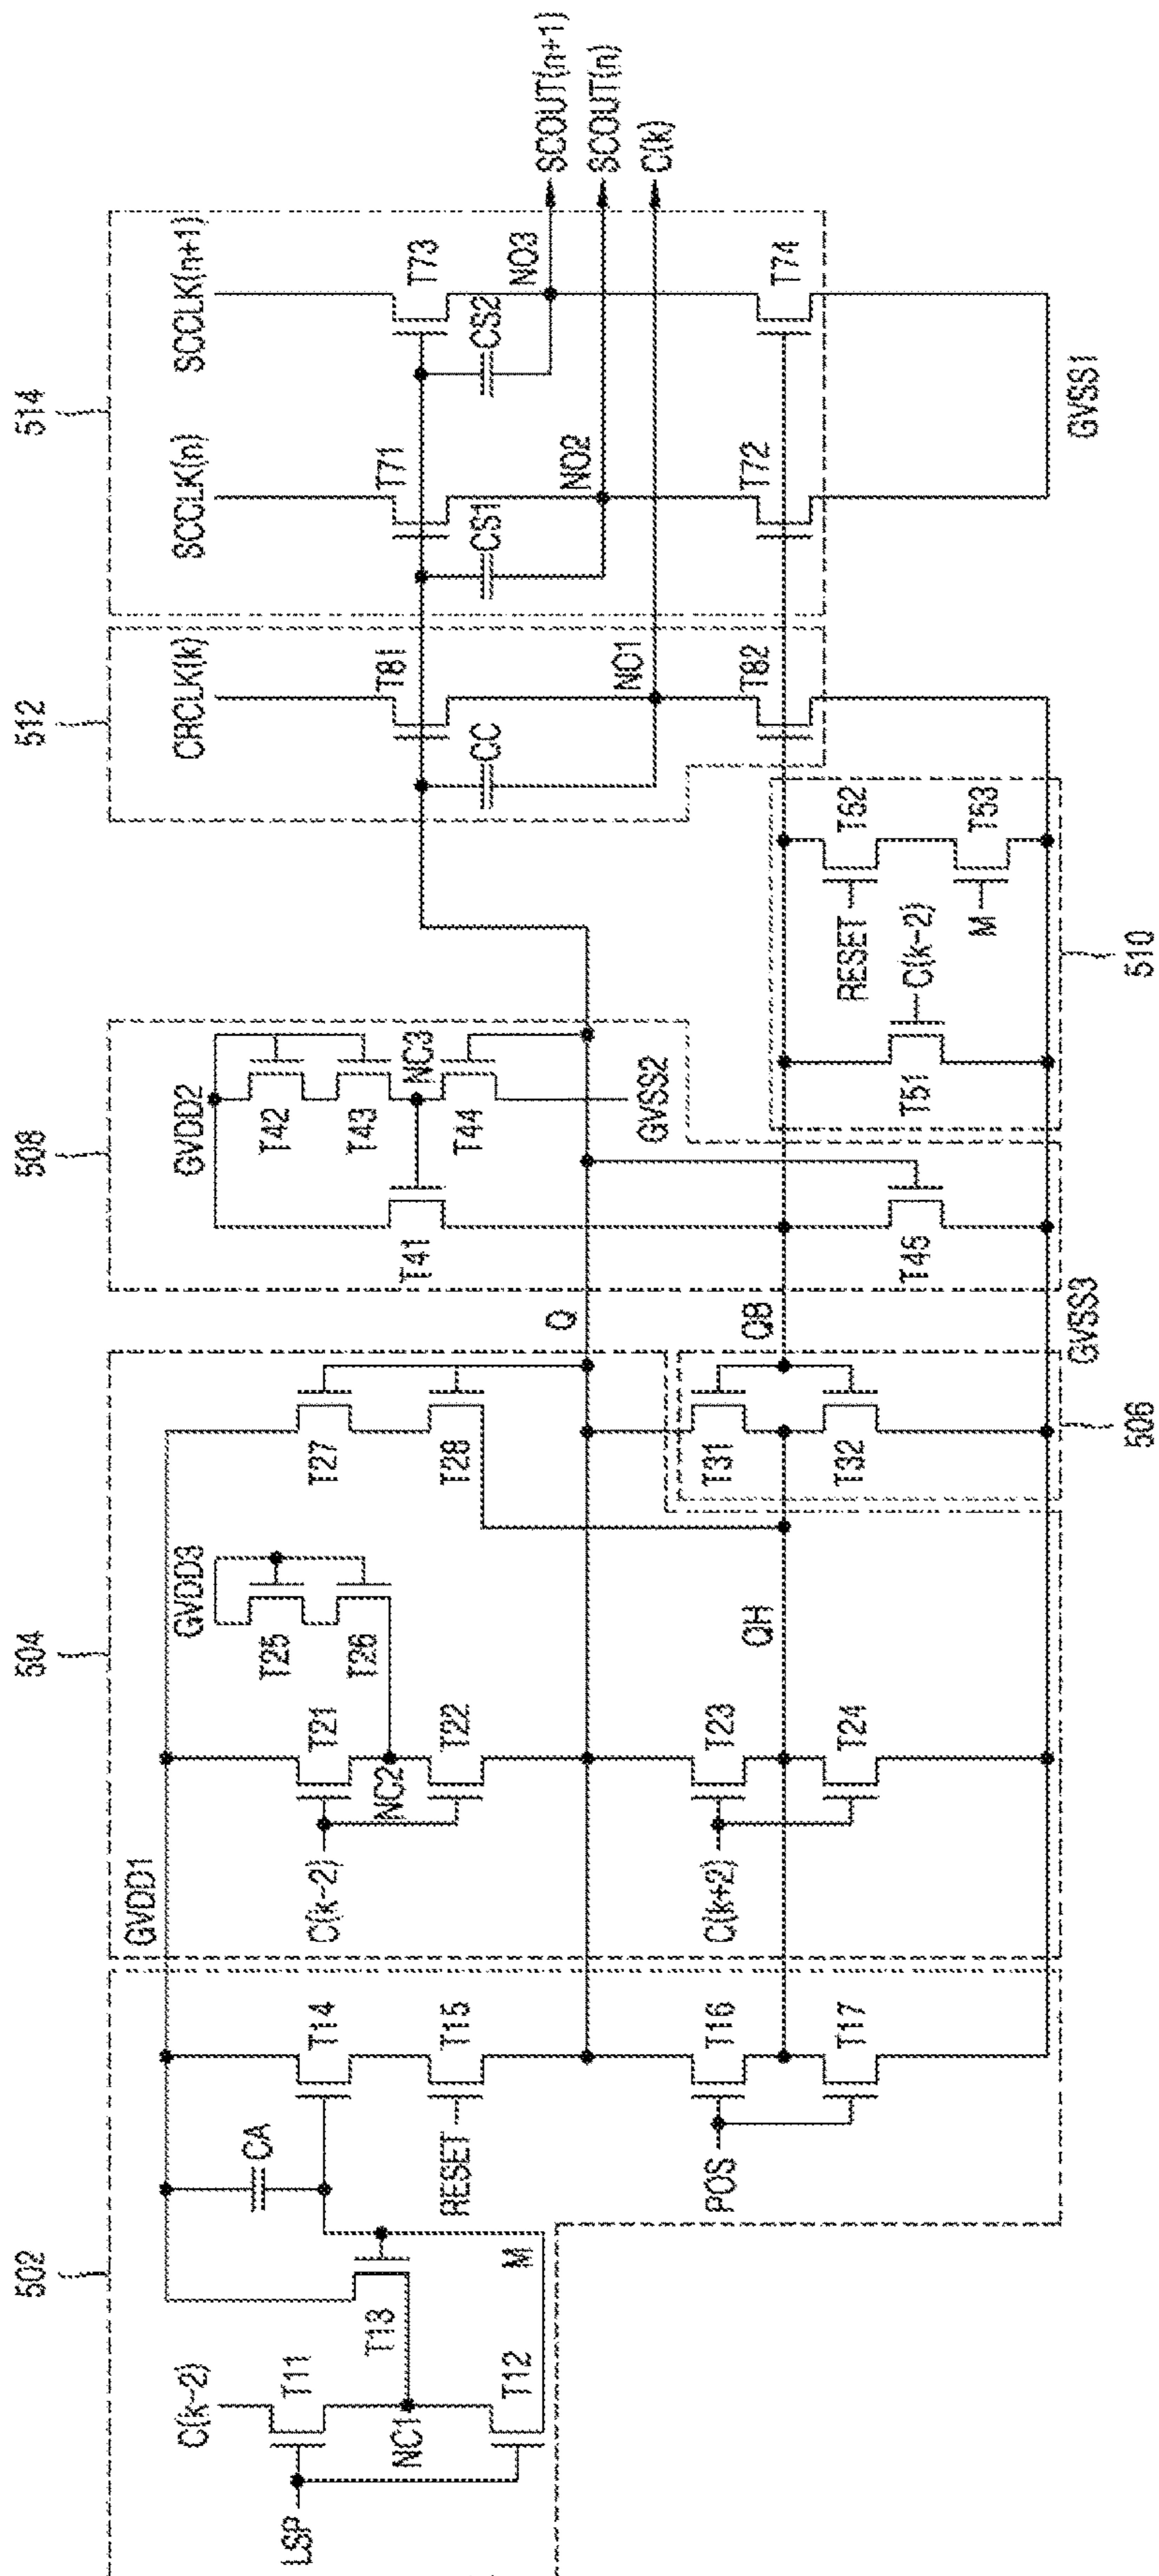 502
504
508
512
514
C(k-2)
T11
LSP
NC1
T12
T13
M
CA
T14
RESET
T15
POS
T16
T17
GVDD1
C(k-2)
T21
NC2
T22
GVDD3
T25
T26
T27
T28
C(k+2)
T23
T24
QH
Q
QB
T31
T32
506
GVSS3
GVDD2
T42
T43
NC3
T41
T44
GVSS2
T45
T51
C(k-2)
RESET
T52
M
T53
510
CRCLK(k)
T81
CC
NO1
T82
SCCLK(n)
T71
CS1
NO2
T72
SCCLK(n+1)
T73
CS2
NO3
T74
GVSS1
SCOUT(n+1)
SCOUT(n)
C(k)